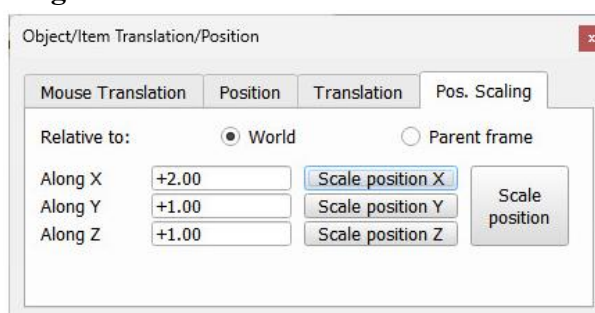 Object/Item Translation/Position
x
Mouse Translation Position Translation Pos. Scaling
Relative to: World Parent frame
Along X +2.00 Scale position X
Along Y +1.00 Scale position Y
Along Z +1.00 Scale position Z
Scale
position